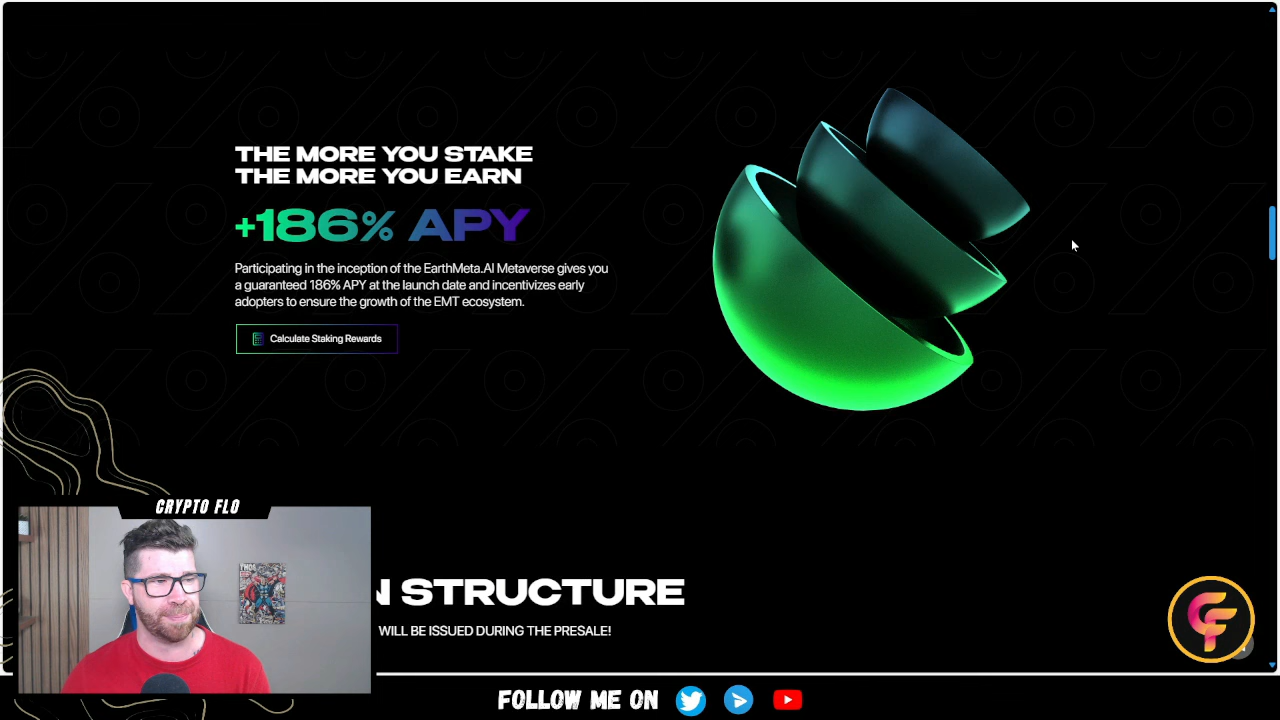 THE MORE YOU STAKE
THE MORE YOU EARN
+186% APY
Participating in the inception of the EarthMeta.AI Metaverse gives you
a guaranteed 186% APY at the launch date and incentivizes early
adopters to ensure the growth of the EMT ecosystem.
Calculate Staking Rewards
CRYPTO FLO
THOR
N STRUCTURE
WILL BE ISSUED DURING THE PRESALE!
FOLLOW ME ON